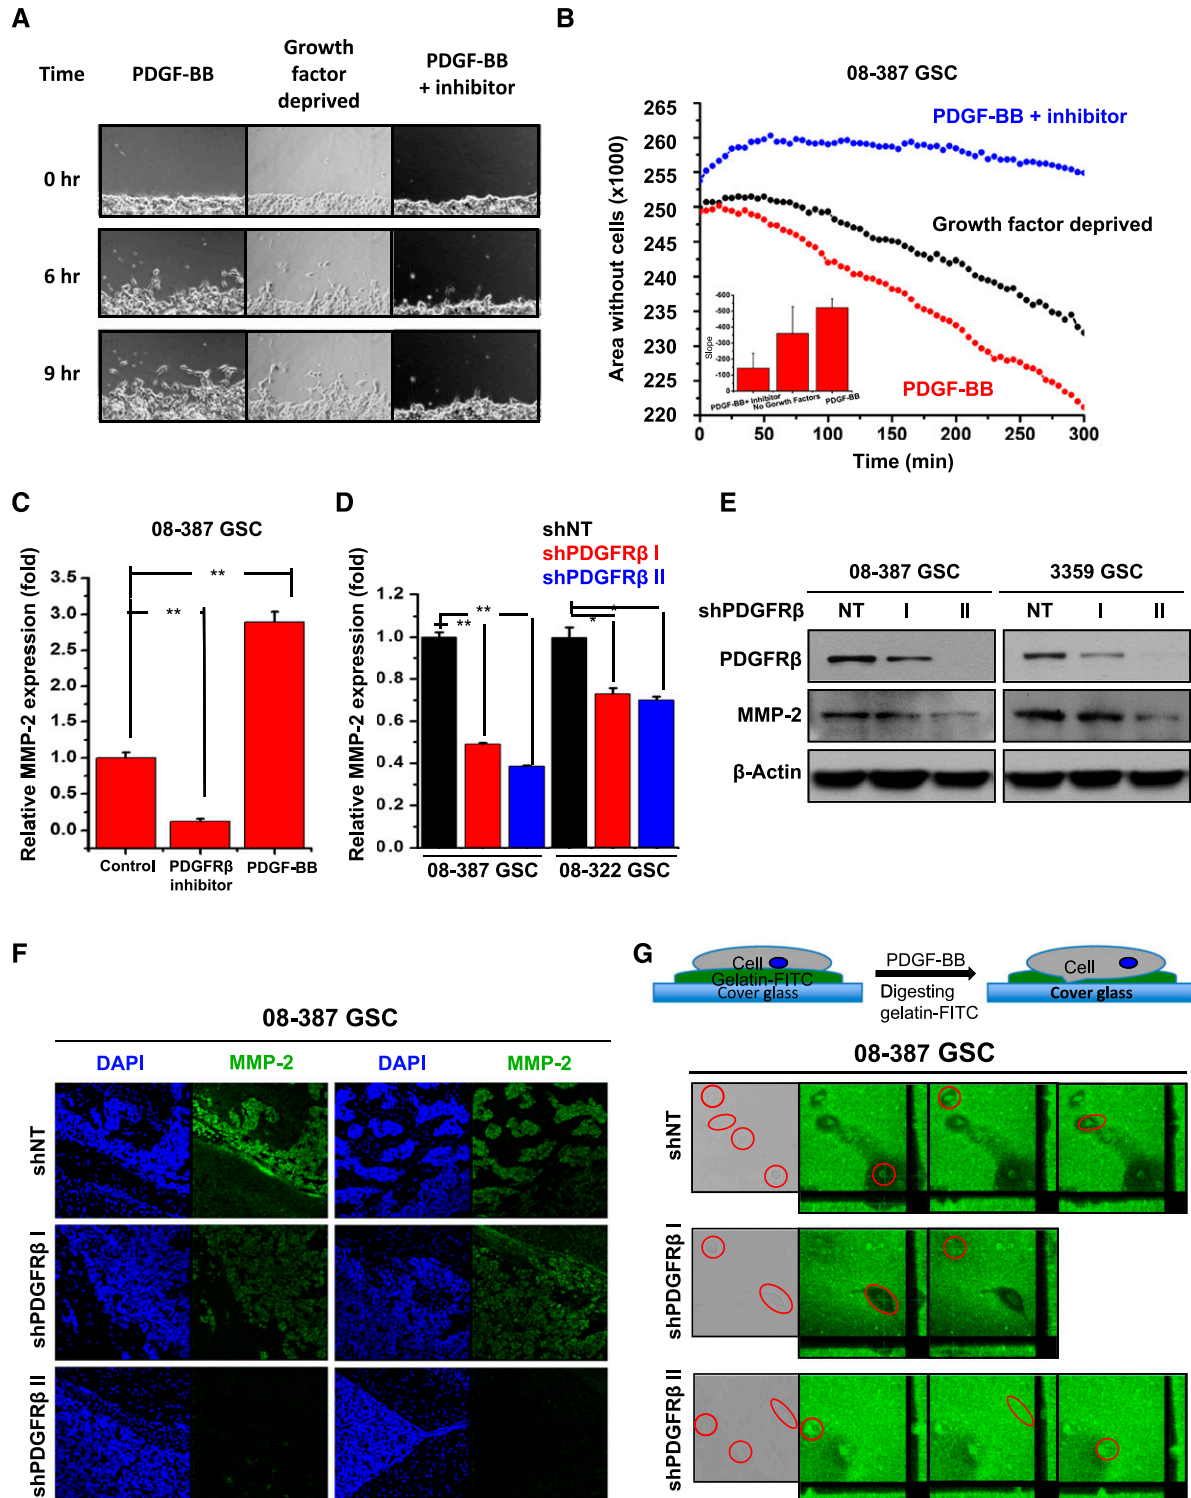 A
Time
PDGF-BB
Growth
factor
deprived
PDGF-BB
+ inhibitor
0 hr
6 hr
9 hr
B
08-387 GSC
Area without cells (x1000)
265
260
255
250
245
240
235
230
225
220
0
50
100
150
200
250
300
Time (min)
PDGF-BB + inhibitor
Growth factor deprived
PDGF-BB
Slope
-600
-500
-400
-300
-200
-100
0
PDGF-BB+ Inhibitor
No Gorwth Factors
PDGF-BB
C
08-387 GSC
Relative MMP-2 expression (fold)
3.5
3.0
2.5
2.0
1.5
1.0
0.5
0.0
**
**
Control
PDGFRβ
inhibitor
PDGF-BB
D
shNT
shPDGFRβ I
shPDGFRβ II
Relative MMP-2 expression (fold)
1.2
1.0
0.8
0.6
0.4
0.2
0.0
**
**
*
*
08-387 GSC
08-322 GSC
E
08-387 GSC
3359 GSC
shPDGFRβ
NT
I
II
NT
I
II
PDGFRβ
MMP-2
β-Actin
F
08-387 GSC
DAPI
MMP-2
DAPI
MMP-2
shNT
shPDGFRβ I
shPDGFRβ II
G
Cell
Gelatin-FITC
Cover glass
PDGF-BB
Digesting
gelatin-FITC
Cell
Cover glass
08-387 GSC
shNT
shPDGFRβ I
shPDGFRβ II